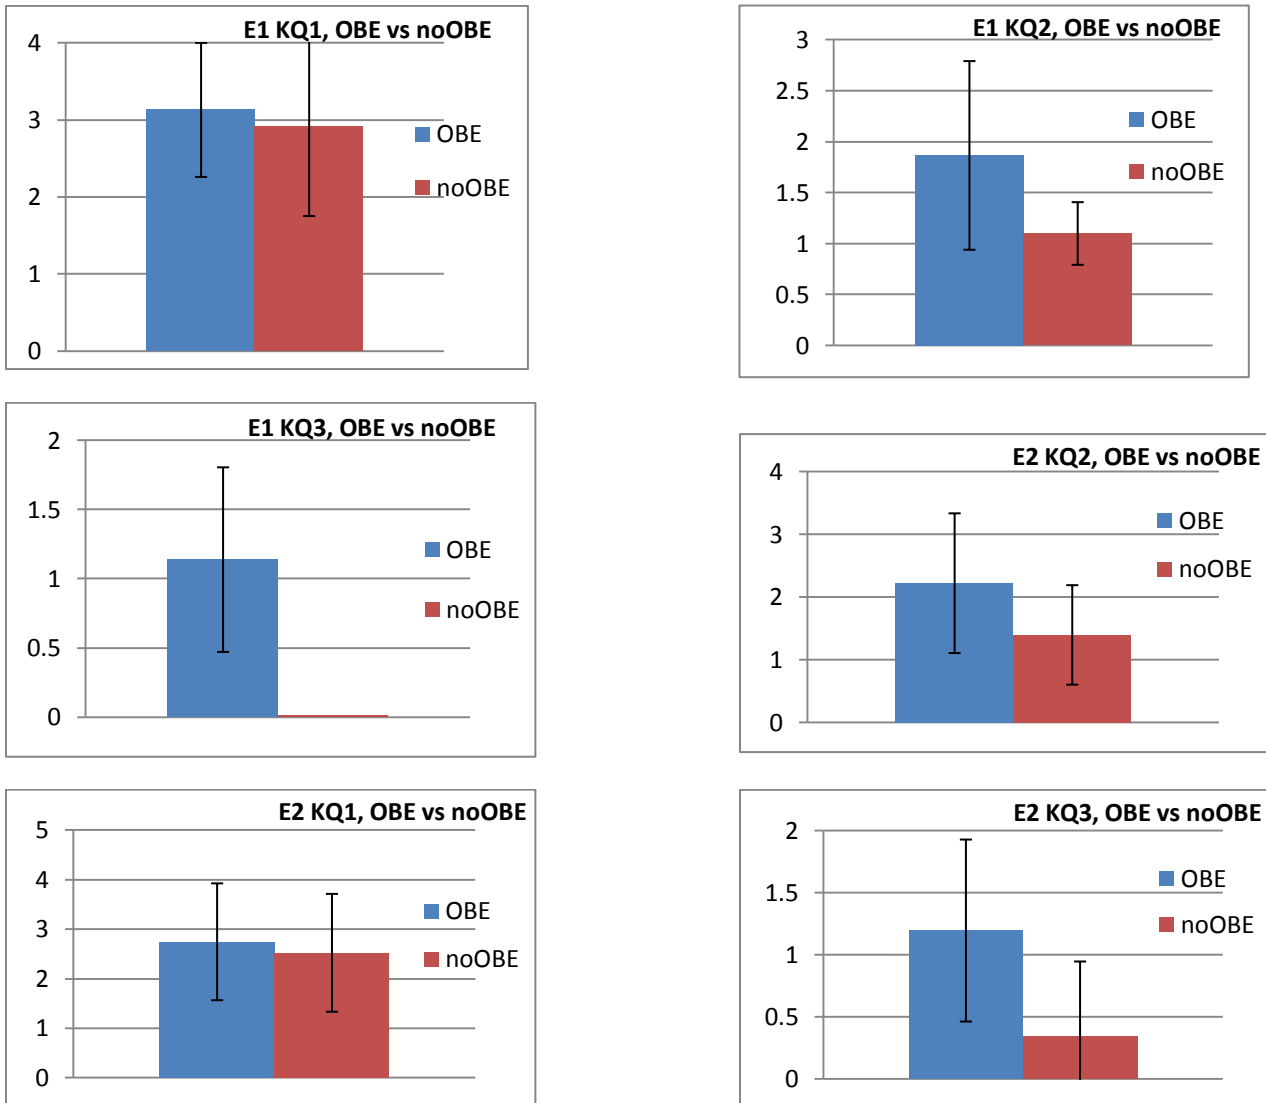 E1 KQ1, OBE vs noOBE
4
3
2
1
0
OBE
noOBE
E1 KQ2, OBE vs noOBE
3
2.5
2
1.5
1
0.5
0
OBE
noOBE
E1 KQ3, OBE vs noOBE
2
1.5
1
0.5
0
OBE
noOBE
E2 KQ2, OBE vs noOBE
4
3
2
1
0
OBE
noOBE
E2 KQ1, OBE vs noOBE
5
4
3
2
1
0
OBE
noOBE
E2 KQ3, OBE vs noOBE
2
1.5
1
0.5
0
OBE
noOBE